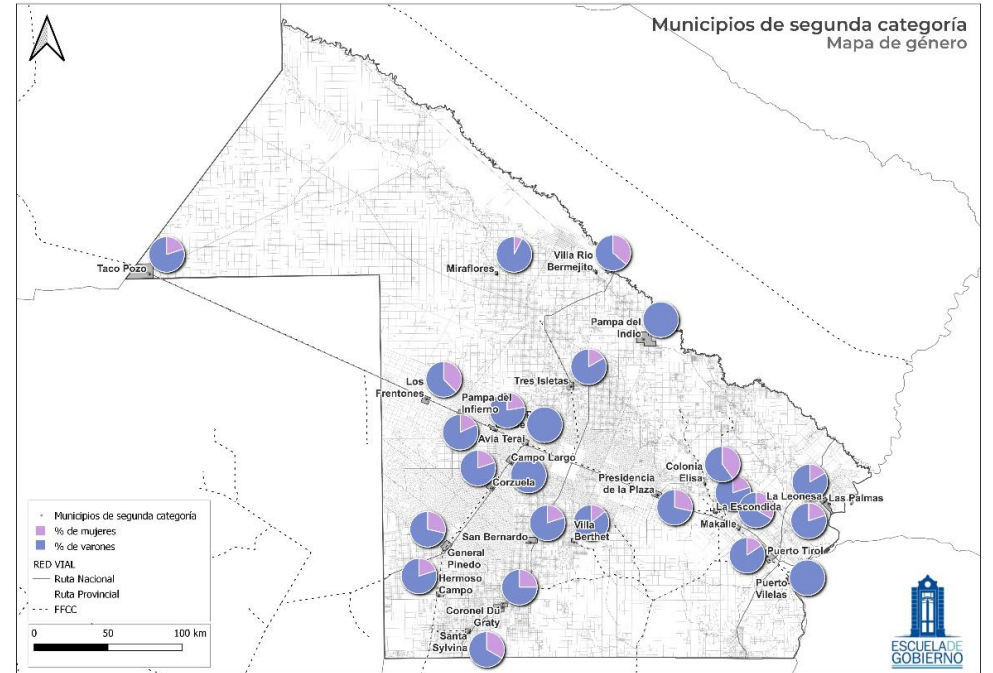 Municipios de segunda categoría
Mapa de género
Taco Pozo
Miraflores
Villa Rio
Bermejito
Pampa del
Indio
Tres Isletas
Los
Frentones
Pampa del
Infierno
Avia Terai
Campo Largo
Corzuela
Presidencia
de la Plaza
Colonia
Elisa
La Leonesa
Las Palmas
La Escondida
Makalle
Villa
Berthet
San Bernardo
General
Pinedo
Puerto Tirol
Puerto
Vilelas
Hermoso
Campo
Coronel Du
Graty
Santa
Sylvina
Municipios de segunda categoría
% de mujeres
% de varones
RED VIAL
Ruta Nacional
Ruta Provincial
FFCC
0 50 100 km
ESCUELA DE
GOBIERNO